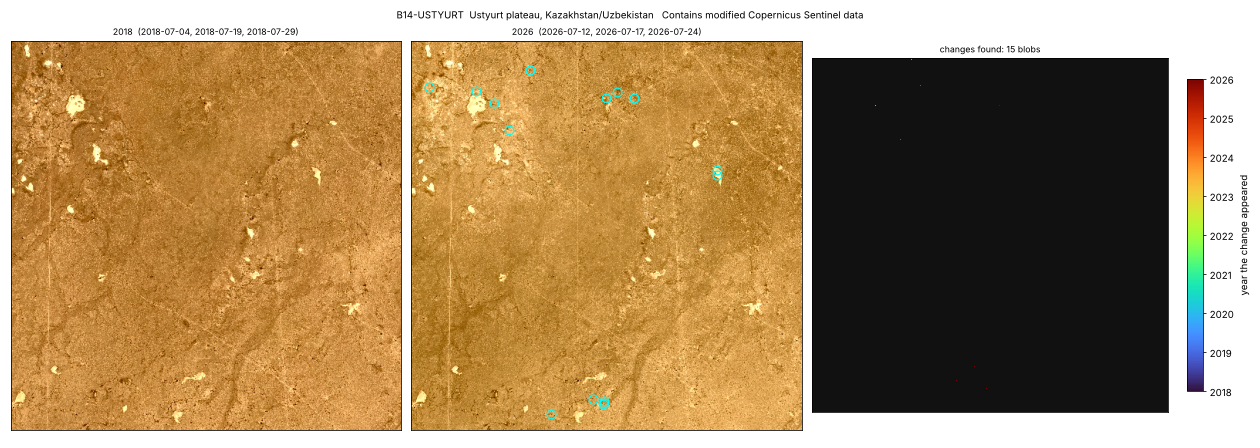 B14-USTYURT  Ustyurt plateau, Kazakhstan/Uzbekistan   Contains modified Copernicus Sentinel data
2018  (2018-07-04, 2018-07-19, 2018-07-29)
2026  (2026-07-12, 2026-07-17, 2026-07-24)
changes found: 15 blobs
2026
2025
2024
2023
2022
2021
2020
2019
2018
year the change appeared